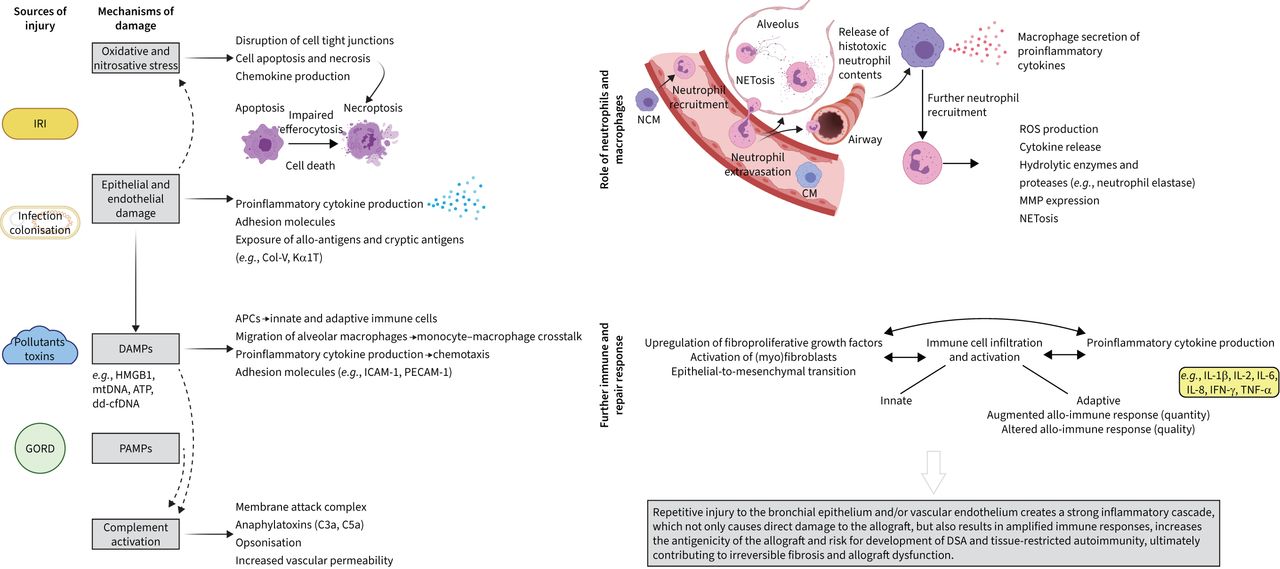 Sources of
injury
Mechanisms of
damage
IRI
Infection
colonisation
Pollutants
toxins
GORD
Oxidative and
nitrosative stress
Disruption of cell tight junctions
Cell apoptosis and necrosis
Chemokine production
Apoptosis
Impaired
efferocytosis
Necroptosis
Cell death
Epithelial and
endothelial
damage
Proinflammatory cytokine production
Adhesion molecules
Exposure of allo-antigens and cryptic antigens
(e.g., Col-V, Kα1T)
DAMPs
e.g., HMGB1,
mtDNA, ATP,
dd-cfDNA
APCs➔innate and adaptive immune cells
Migration of alveolar macrophages➔monocyte–macrophage crosstalk
Proinflammatory cytokine production➔chemotaxis
Adhesion molecules (e.g., ICAM-1, PECAM-1)
PAMPs
Complement
activation
Membrane attack complex
Anaphylatoxins (C3a, C5a)
Opsonisation
Increased vascular permeability
Role of neutrophils and
macrophages
Alveolus
NETosis
Neutrophil
recruitment
NCM
Neutrophil
extravasation
CM
Airway
Release of
histotoxic
neutrophil
contents
Macrophage secretion of
proinflammatory
cytokines
Further neutrophil
recruitment
ROS production
Cytokine release
Hydrolytic enzymes and
proteases (e.g., neutrophil elastase)
MMP expression
NETosis
Further immune and
repair response
Upregulation of fibroproliferative growth factors
Activation of (myo)fibroblasts
Epithelial-to-mesenchymal transition
Immune cell infiltration
and activation
Proinflammatory cytokine production
e.g., IL-1β, IL-2, IL-6,
IL-8, IFN-γ, TNF-α
Innate
Adaptive
Augmented allo-immune response (quantity)
Altered allo-immune response (quality)
Repetitive injury to the bronchial epithelium and/or vascular endothelium creates a strong inflammatory cascade,
which not only causes direct damage to the allograft, but also results in amplified immune responses, increases
the antigenicity of the allograft and risk for development of DSA and tissue-restricted autoimmunity, ultimately
contributing to irreversible fibrosis and allograft dysfunction.